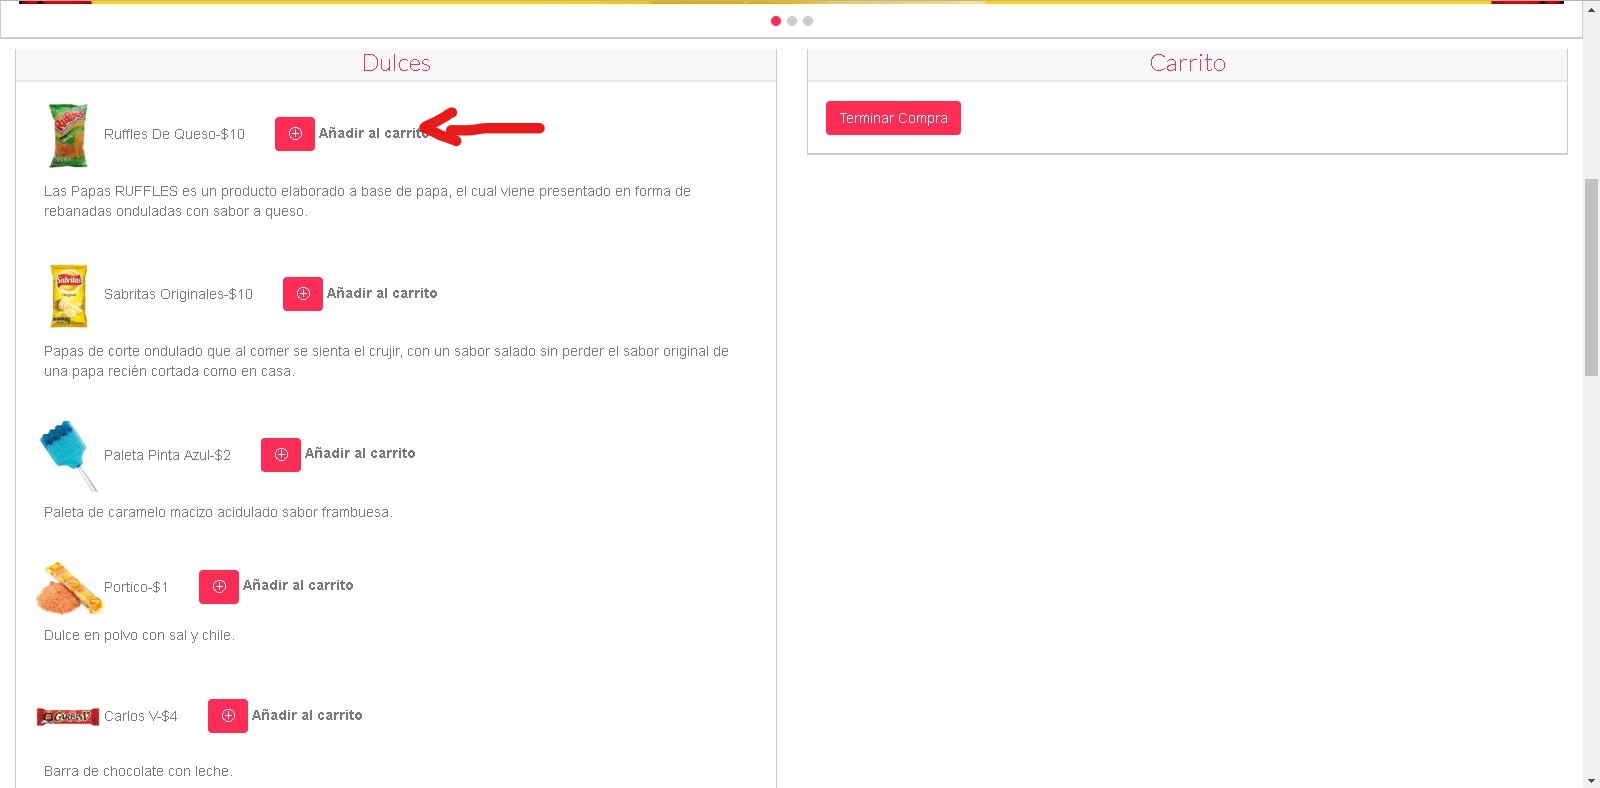 Dulces
Ruffles De Queso-$10
Añadir al carrito
Las Papas RUFFLES es un producto elaborado a base de papa, el cual viene presentado en forma de
rebanadas onduladas con sabor a queso.
Sabritas
Sabritas Originales-$10
Añadir al carrito
Papas de corte ondulado que al comer se sienta el crujir, con un sabor salado sin perder el sabor original de
una papa recién cortada como en casa.
Paleta Pinta Azul-$2
Añadir al carrito
Paleta de caramelo macizo acidulado sabor frambuesa.
Portico-$1
Añadir al carrito
Dulce en polvo con sal y chile.
CARLOS V
Carlos V-$4
Añadir al carrito
Barra de chocolate con leche.
Carrito
Terminar Compra